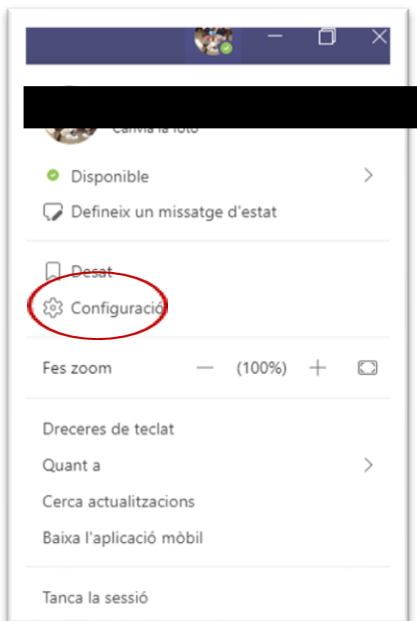 Canvia la foto
Disponible
Defineix un missatge d'estat
Desat
Configuració
Fes zoom — (100%) +
Dreceres de teclat
Quant a
Cerca actualitzacions
Baixa l'aplicació mòbil
Tanca la sessió